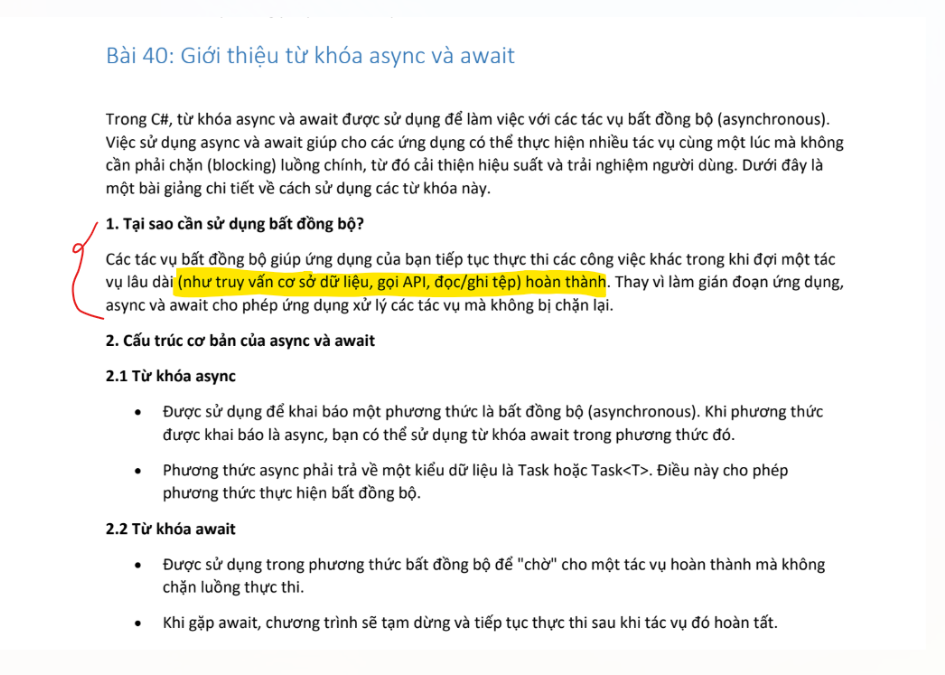 Bài 40: Giới thiệu từ khóa async và await
Trong C#, từ khóa async và await được sử dụng để làm việc với các tác vụ bất đồng bộ (asynchronous).
Việc sử dụng async và await giúp cho các ứng dụng có thể thực hiện nhiều tác vụ cùng một lúc mà không
cần phải chặn (blocking) luồng chính, từ đó cải thiện hiệu suất và trải nghiệm người dùng. Dưới đây là
một bài giảng chi tiết về cách sử dụng các từ khóa này.
1. Tại sao cần sử dụng bất đồng bộ?
Các tác vụ bất đồng bộ giúp ứng dụng của bạn tiếp tục thực thi các công việc khác trong khi đợi một tác
vụ lâu dài (như truy vấn cơ sở dữ liệu, gọi API, đọc/ghi tệp) hoàn thành. Thay vì làm gián đoạn ứng dụng,
async và await cho phép ứng dụng xử lý các tác vụ mà không bị chặn lại.
2. Cấu trúc cơ bản của async và await
2.1 Từ khóa async
• Được sử dụng để khai báo một phương thức là bất đồng bộ (asynchronous). Khi phương thức
được khai báo là async, bạn có thể sử dụng từ khóa await trong phương thức đó.
• Phương thức async phải trả về một kiểu dữ liệu là Task hoặc Task<T>. Điều này cho phép
phương thức thực hiện bất đồng bộ.
2.2 Từ khóa await
• Được sử dụng trong phương thức bất đồng bộ để "chờ" cho một tác vụ hoàn thành mà không
chặn luồng thực thi.
• Khi gặp await, chương trình sẽ tạm dừng và tiếp tục thực thi sau khi tác vụ đó hoàn tất.